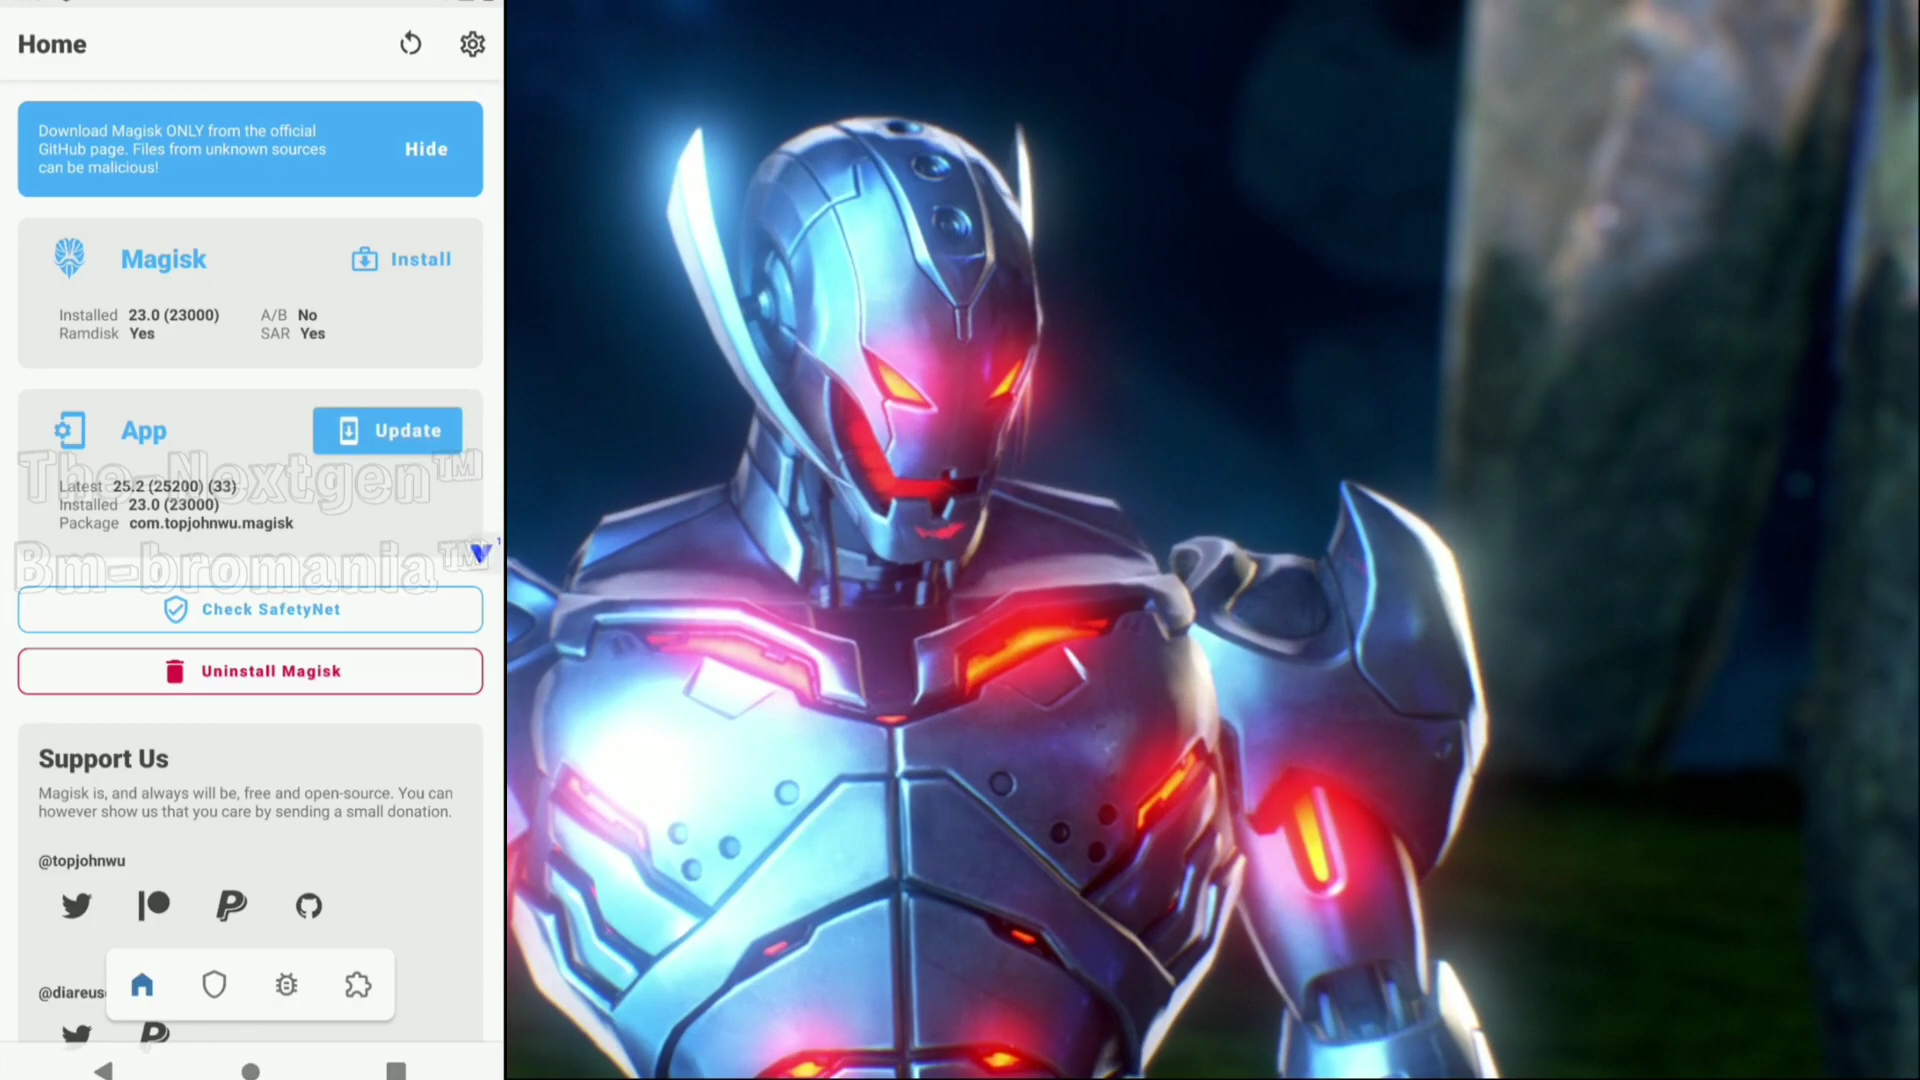 Home
Download Magisk ONLY from the official
GitHub page. Files from unknown sources
can be malicious!
Hide
Magisk
Install
Installed 23.0 (23000)
A/B No
Ramdisk Yes
SAR Yes
App
Update
The-Nextgen™
Latest 25.2 (25200) (33)
Installed 23.0 (23000)
Package com.topjohnwu.magisk
1
Bm-bromania™
Check SafetyNet
Uninstall Magisk
Support Us
Magisk is, and always will be, free and open-source. You can
however show us that you care by sending a small donation.
@topjohnwu